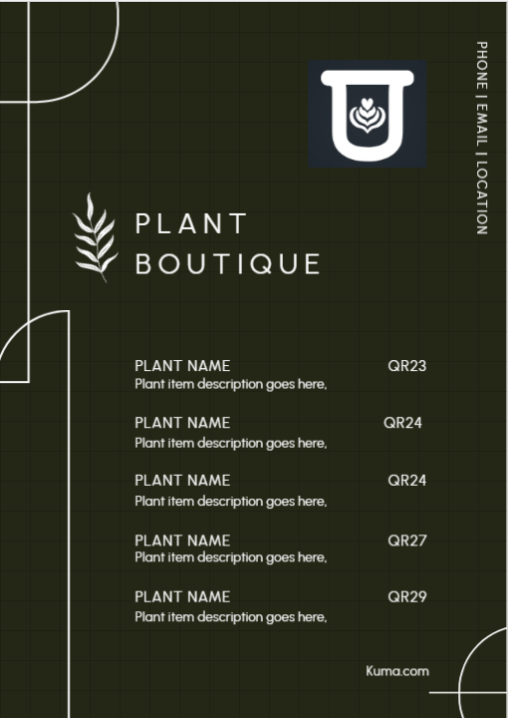 PHONE | EMAIL | LOCATION
PLANT
BOUTIQUE
PLANT NAME QR23
Plant item description goes here,
PLANT NAME QR24
Plant item description goes here,
PLANT NAME QR24
Plant item description goes here,
PLANT NAME QR27
Plant item description goes here,
PLANT NAME QR29
Plant item description goes here,
Kuma.com